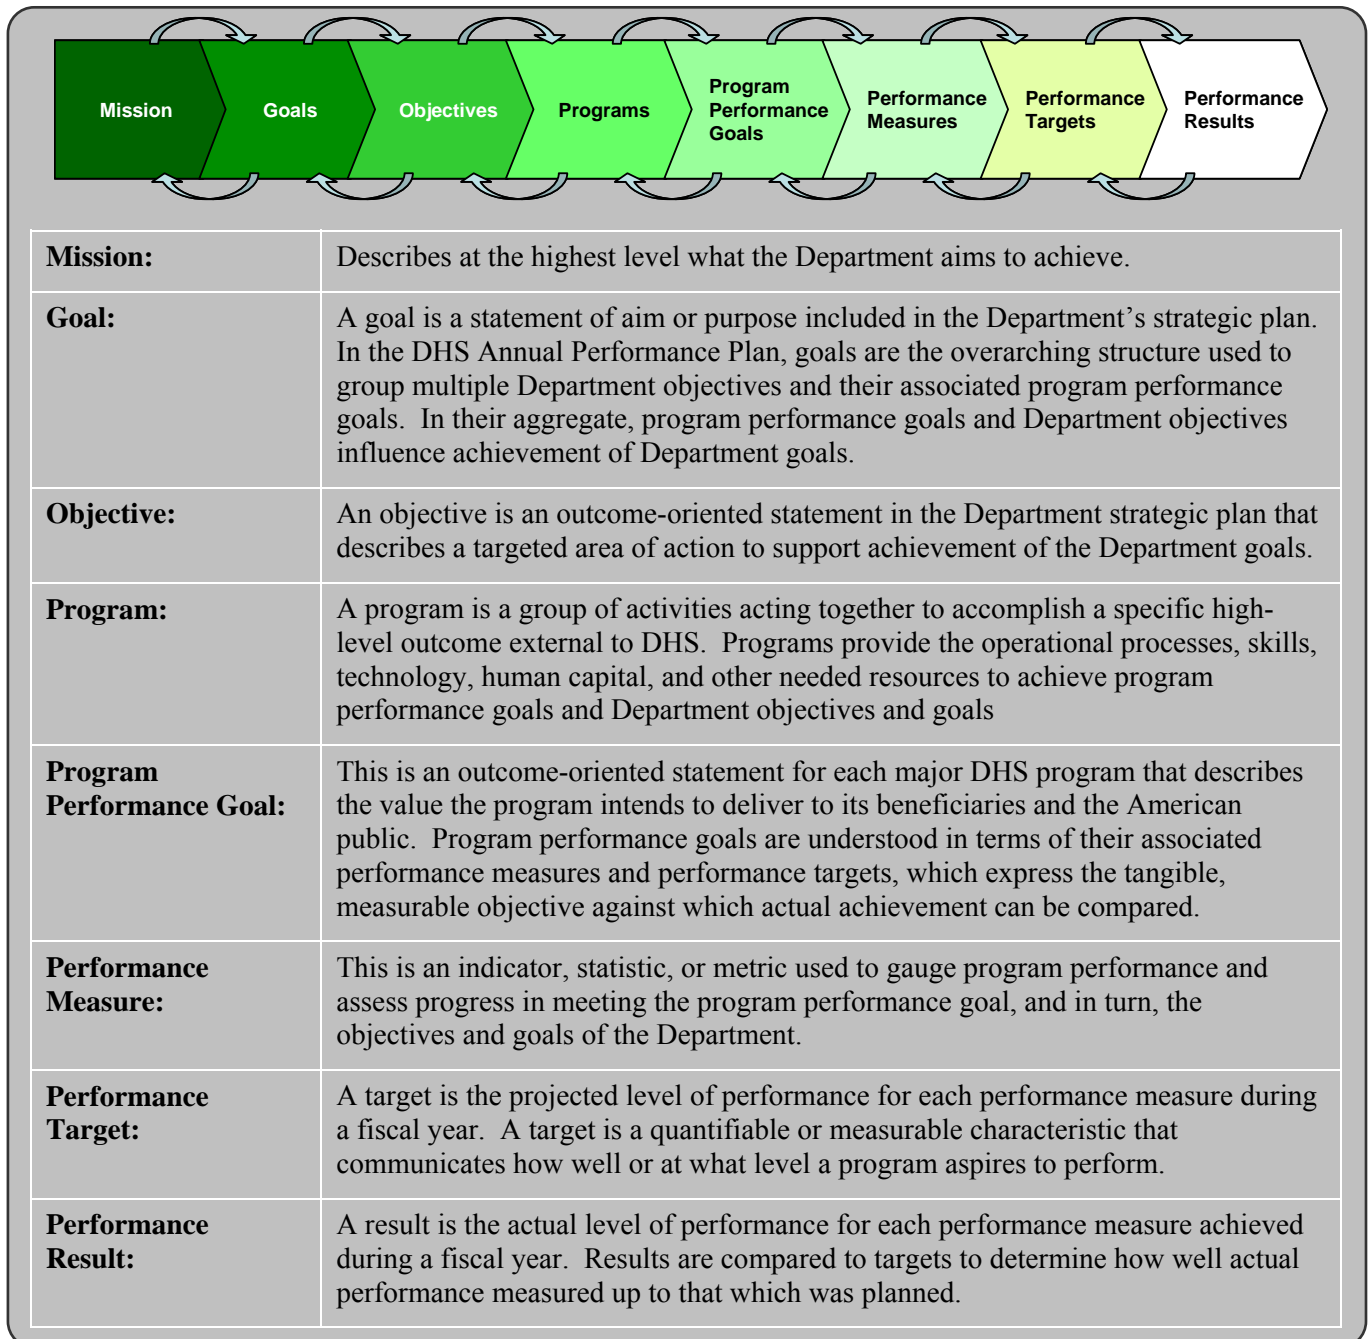 Mission
Goals
Objectives
Programs
Program
Performance
Goals
Performance
Measures
Performance
Targets
Performance
Results
Mission:
Describes at the highest level what the Department aims to achieve.
Goal:
A goal is a statement of aim or purpose included in the Department’s strategic plan.
In the DHS Annual Performance Plan, goals are the overarching structure used to
group multiple Department objectives and their associated program performance
goals.  In their aggregate, program performance goals and Department objectives
influence achievement of Department goals.
Objective:
An objective is an outcome-oriented statement in the Department strategic plan that
describes a targeted area of action to support achievement of the Department goals.
Program:
A program is a group of activities acting together to accomplish a specific high-
level outcome external to DHS.  Programs provide the operational processes, skills,
technology, human capital, and other needed resources to achieve program
performance goals and Department objectives and goals
Program
Performance Goal:
This is an outcome-oriented statement for each major DHS program that describes
the value the program intends to deliver to its beneficiaries and the American
public.  Program performance goals are understood in terms of their associated
performance measures and performance targets, which express the tangible,
measurable objective against which actual achievement can be compared.
Performance
Measure:
This is an indicator, statistic, or metric used to gauge program performance and
assess progress in meeting the program performance goal, and in turn, the
objectives and goals of the Department.
Performance
Target:
A target is the projected level of performance for each performance measure during
a fiscal year.  A target is a quantifiable or measurable characteristic that
communicates how well or at what level a program aspires to perform.
Performance
Result:
A result is the actual level of performance for each performance measure achieved
during a fiscal year.  Results are compared to targets to determine how well actual
performance measured up to that which was planned.